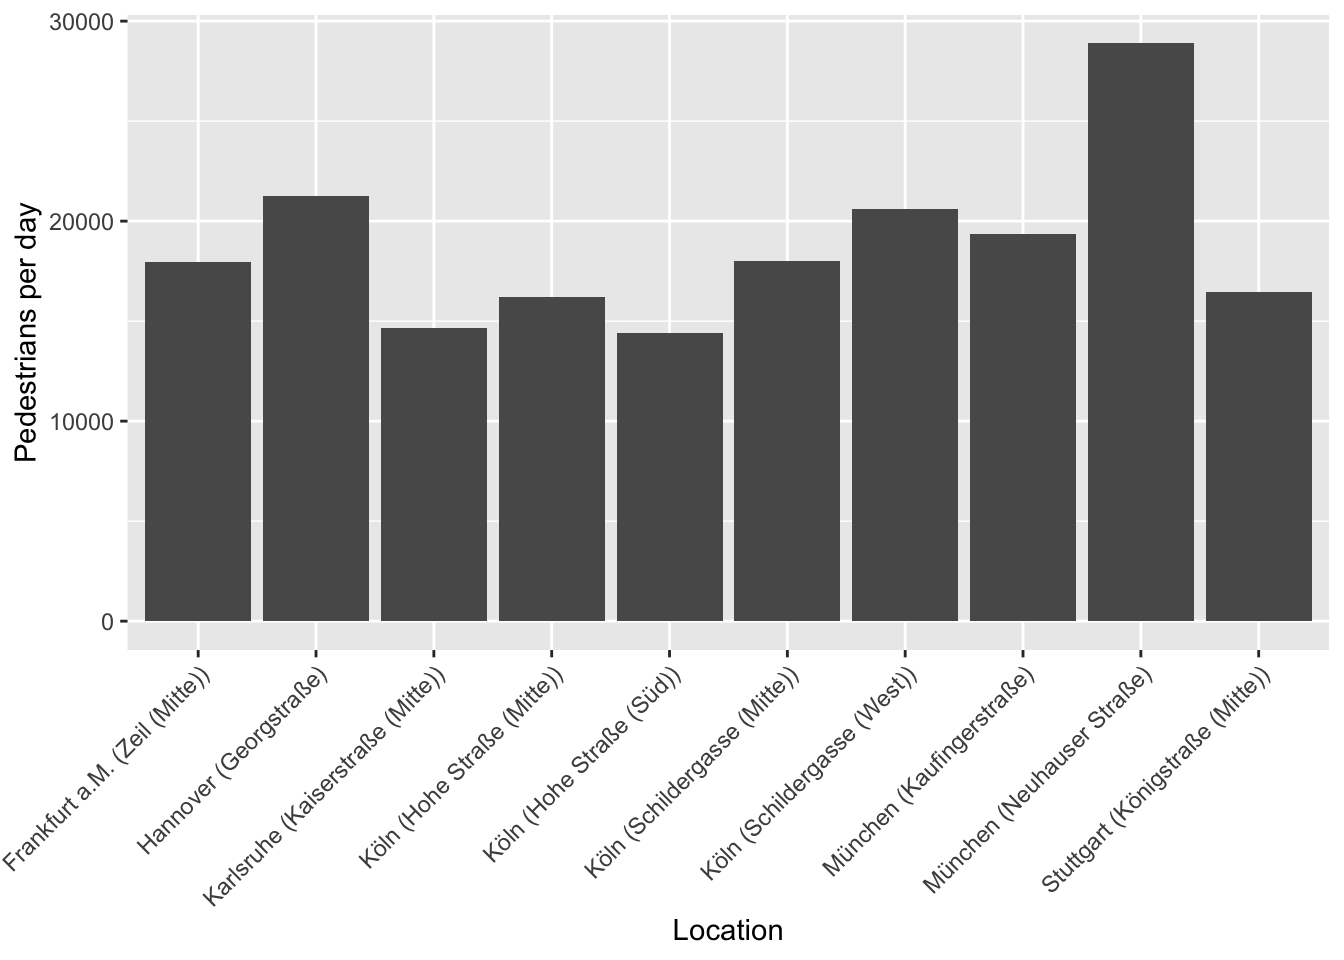 30000
20000
10000
0
Pedestrians per day
Frankfurt a.M. (Zeil (Mitte))
Hannover (Georgstraße)
Karlsruhe (Kaiserstraße (Mitte))
Köln (Hohe Straße (Mitte))
Köln (Hohe Straße (Süd))
Köln (Schildergasse (Mitte))
Köln (Schildergasse (West))
München (Kaufingerstraße)
München (Neuhauser Straße)
Stuttgart (Königstraße (Mitte))
Location